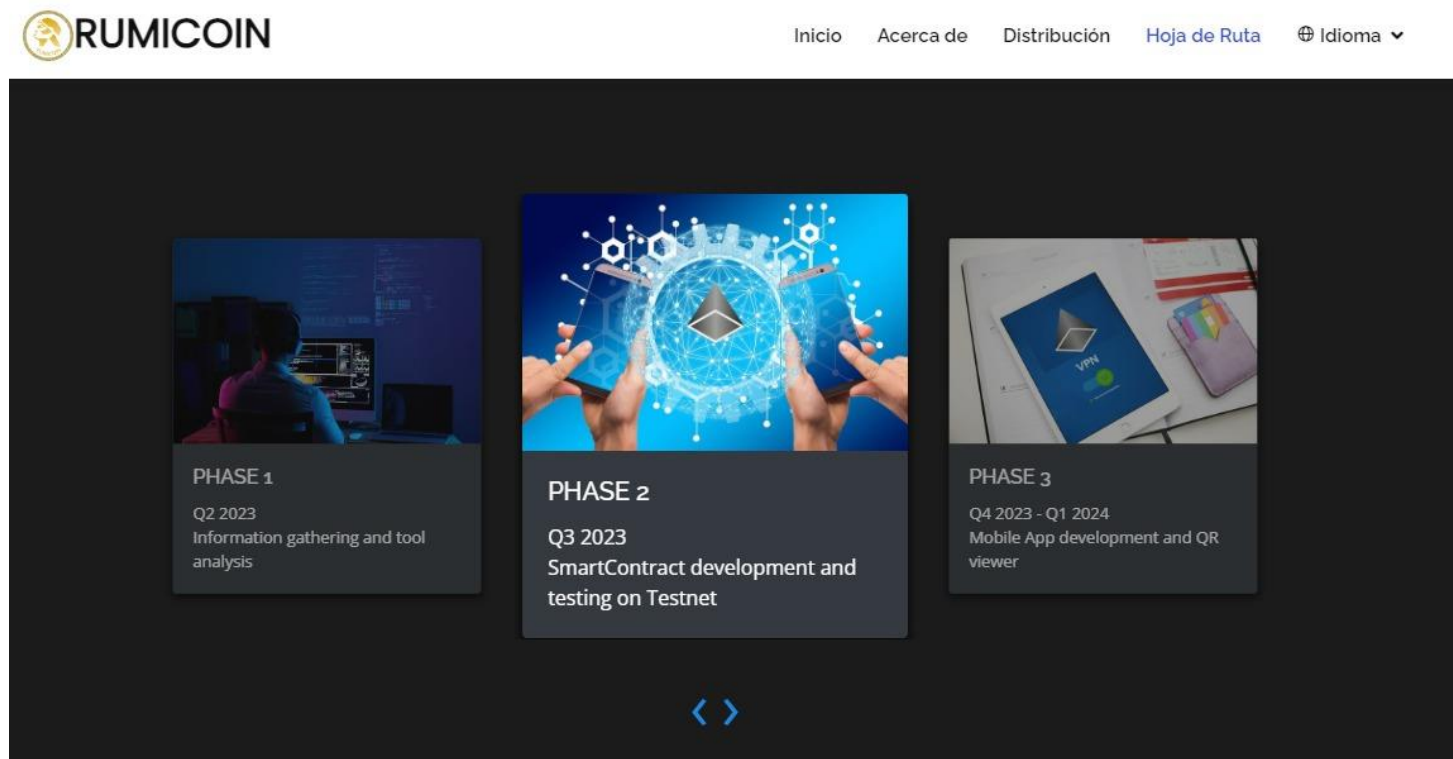 RUMICOIN
Inicio Acerca de Distribución Hoja de Ruta Idioma
PHASE 1
Q2 2023
Information gathering and tool
analysis
PHASE 2
Q3 2023
SmartContract development and
testing on Testnet
VPN
PHASE 3
Q4 2023 - Q1 2024
Mobile App development and QR
viewer